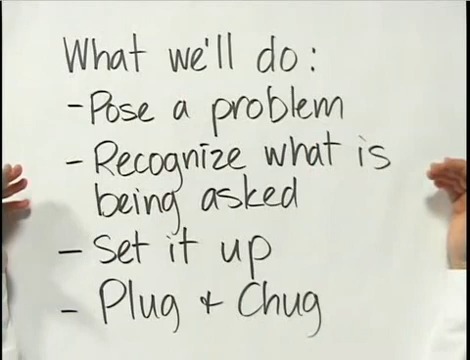 What we'll do:
- Pose a problem
- Recognize what is
being asked
- Set it up
- Plug + Chug